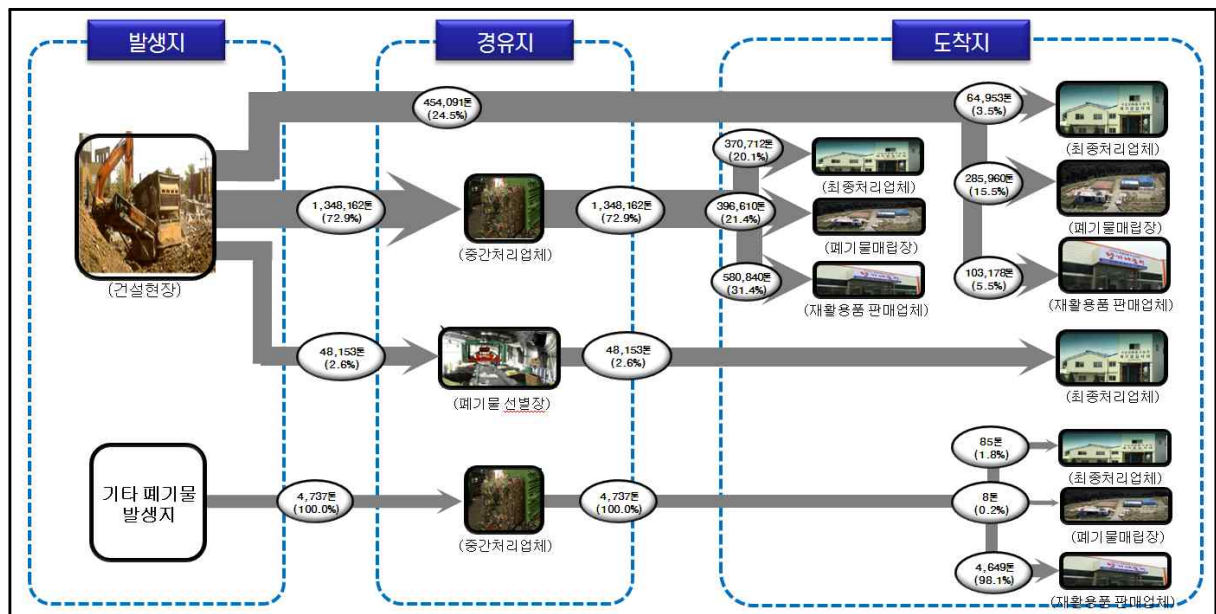 발생지
경유지
도착지
454,091톤
(24.5%)
64,953톤
(3.5%)
(최종처리업체)
370,712톤
(20.1%)
(최종처리업체)
285,960톤
(15.5%)
(폐기물매립장)
1,348,162톤
(72.9%)
1,348,162톤
(72.9%)
396,610톤
(21.4%)
(폐기물매립장)
(중간처리업체)
(건설현장)
580,840톤
(31.4%)
(재활용품 판매업체)
103,178톤
(5.5%)
(재활용품 판매업체)
48,153톤
(2.6%)
48,153톤
(2.6%)
(폐기물 선별장)
(최종처리업체)
기타 폐기물
발생지
4,737톤
(100.0%)
(중간처리업체)
4,737톤
(100.0%)
85톤
(1.8%)
(최종처리업체)
8톤
(0.2%)
(폐기물매립장)
4,649톤
(98.1%)
(재활용품 판매업체)